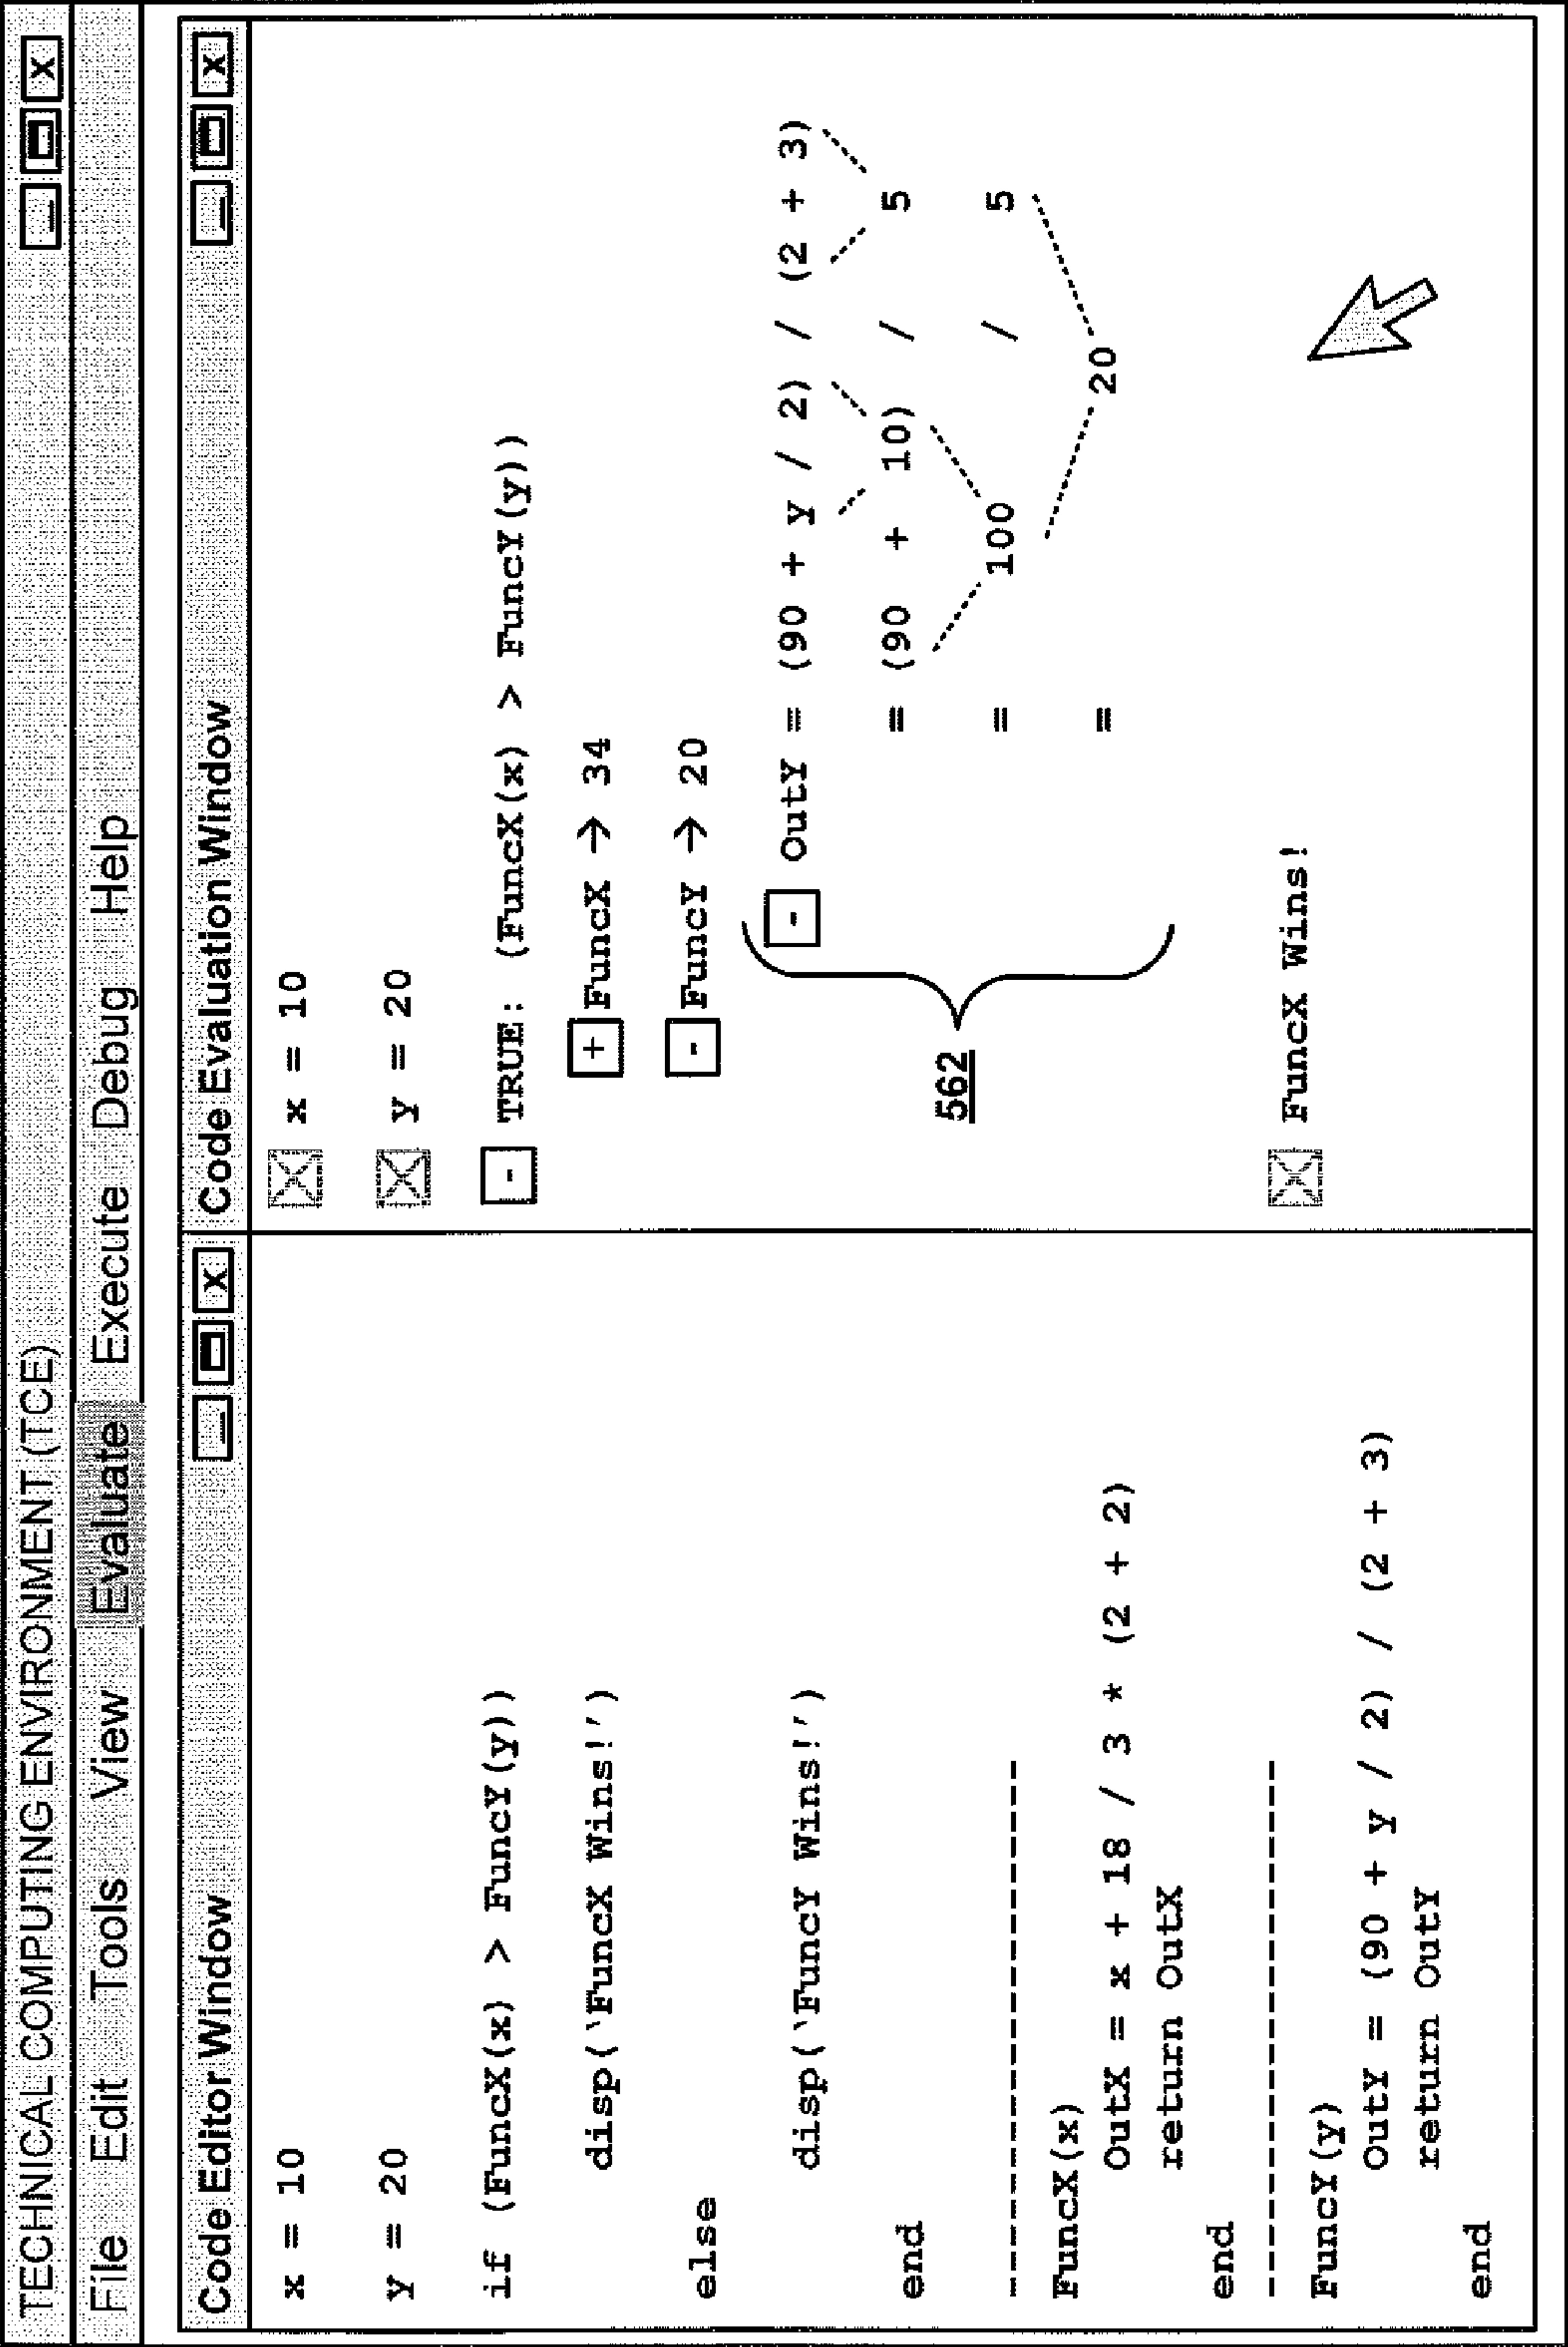 TECHNICAL COMPUTING ENVIRONMENT (TCE)
File Edit Tools View Evaluate Execute Debug Help
Code Editor Window
x = 10
y = 20
if (FuncX(x) > FuncY(y))
disp(`FuncX Wins!')
else
disp(`FuncY Wins!')
end
--------------------
FuncX(x)
OutX = x + 18 / 3 * (2 + 2)
return OutX
end
--------------------
FuncY(y)
OutY = (90 + y / 2) / (2 + 3)
return OutY
end
Code Evaluation Window
x = 10
y = 20
- TRUE: (FuncX(x) > FuncY(y))
+ FuncX → 34
- FuncY → 20
- OutY = (90 + y / 2) / (2 + 3)
= (90 + 10) / 5
= 100 / 5
= 20
562
FuncX Wins!